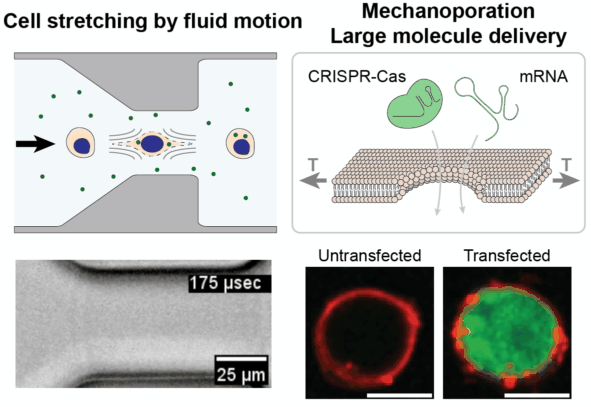 Cell stretching by fluid motion
Mechanoporation
Large molecule delivery
CRISPR-Cas
mRNA
T
T
175 µsec
25 µm
Untransfected
Transfected